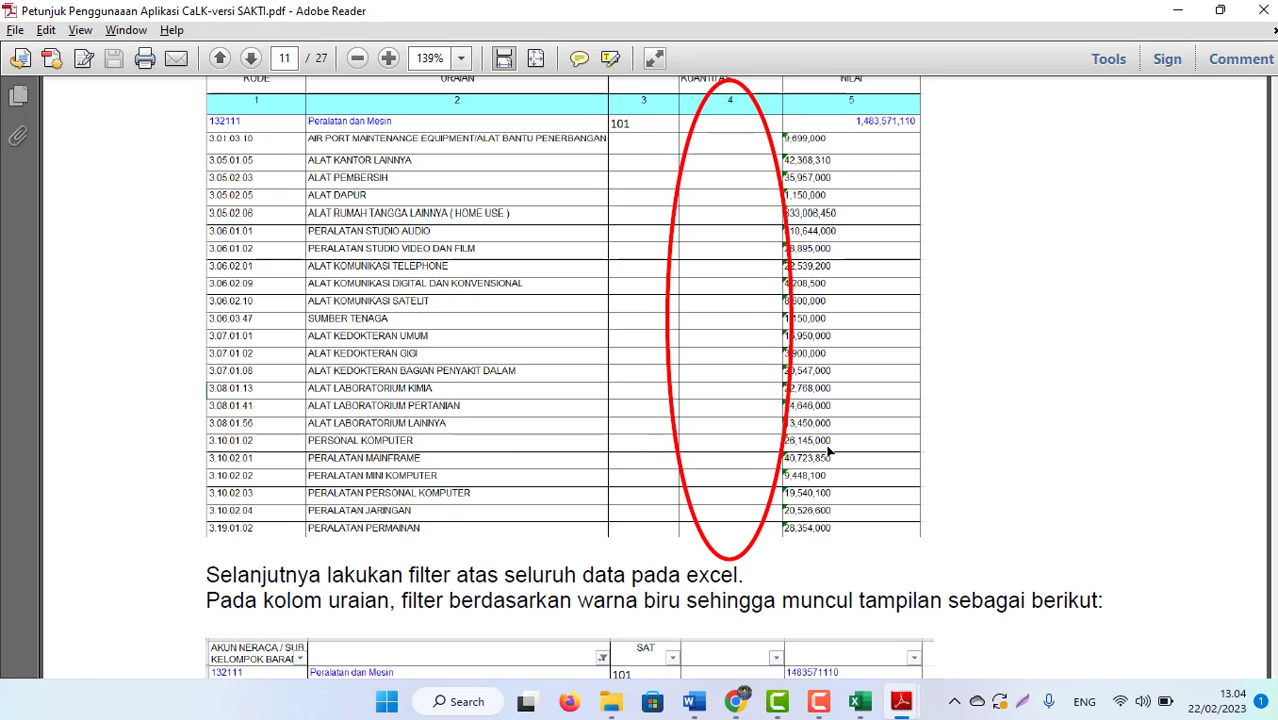 Petunjuk Penggunaaan Aplikasi CaLK-versi SAKTI.pdf - Adobe Reader
File Edit View Window Help
11 / 27 139% Tools Sign Comment
KODE URAIAN KUANTITAS NILAI
1 2 3 4 5
132111 Peralatan dan Mesin 101 1,483,571,110
3.01.03.10 AIR PORT MAINTENANCE EQUIPMENT/ALAT BANTU PENERBANGAN 9,699,000
3.05.01.05 ALAT KANTOR LAINNYA 42,368,310
3.05.02.03 ALAT PEMBERSIH 35,957,000
3.05.02.05 ALAT DAPUR 1,150,000
3.05.02.06 ALAT RUMAH TANGGA LAINNYA ( HOME USE )
3.06.01.01 PERALATAN STUDIO AUDIO
3.06.01.02 PERALATAN STUDIO VIDEO DAN FILM
3.06.02.01 ALAT KOMUNIKASI TELEPHONE
3.06.02.09 ALAT KOMUNIKASI DIGITAL DAN KONVENSIONAL
3.06.02.10 ALAT KOMUNIKASI SATELIT
3.06.03.47 SUMBER TENAGA
3.07.01.01 ALAT KEDOKTERAN UMUM
3.07.01.02 ALAT KEDOKTERAN GIGI
3.07.01.08 ALAT KEDOKTERAN BAGIAN PENYAKIT DALAM
3.08.01.13 ALAT LABORATORIUM KIMIA
3.08.01.41 ALAT LABORATORIUM PERTANIAN
3.08.01.56 ALAT LABORATORIUM LAINNYA
3.10.01.02 PERSONAL KOMPUTER 26,145,000
3.10.02.01 PERALATAN MAINFRAME 40,723,850
3.10.02.02 PERALATAN MINI KOMPUTER 9,448,100
3.10.02.03 PERALATAN PERSONAL KOMPUTER 19,540,100
3.10.02.04 PERALATAN JARINGAN 20,526,600
3.19.01.02 PERALATAN PERMAINAN 28,354,000
Selanjutnya lakukan filter atas seluruh data pada excel.
Pada kolom uraian, filter berdasarkan warna biru sehingga muncul tampilan sebagai berikut:
AKUN NERACA / SUB SAT
KELOMPOK BARAN
132111 Peralatan dan Mesin 101 1483571110
Search ENG 13.04
22/02/2023